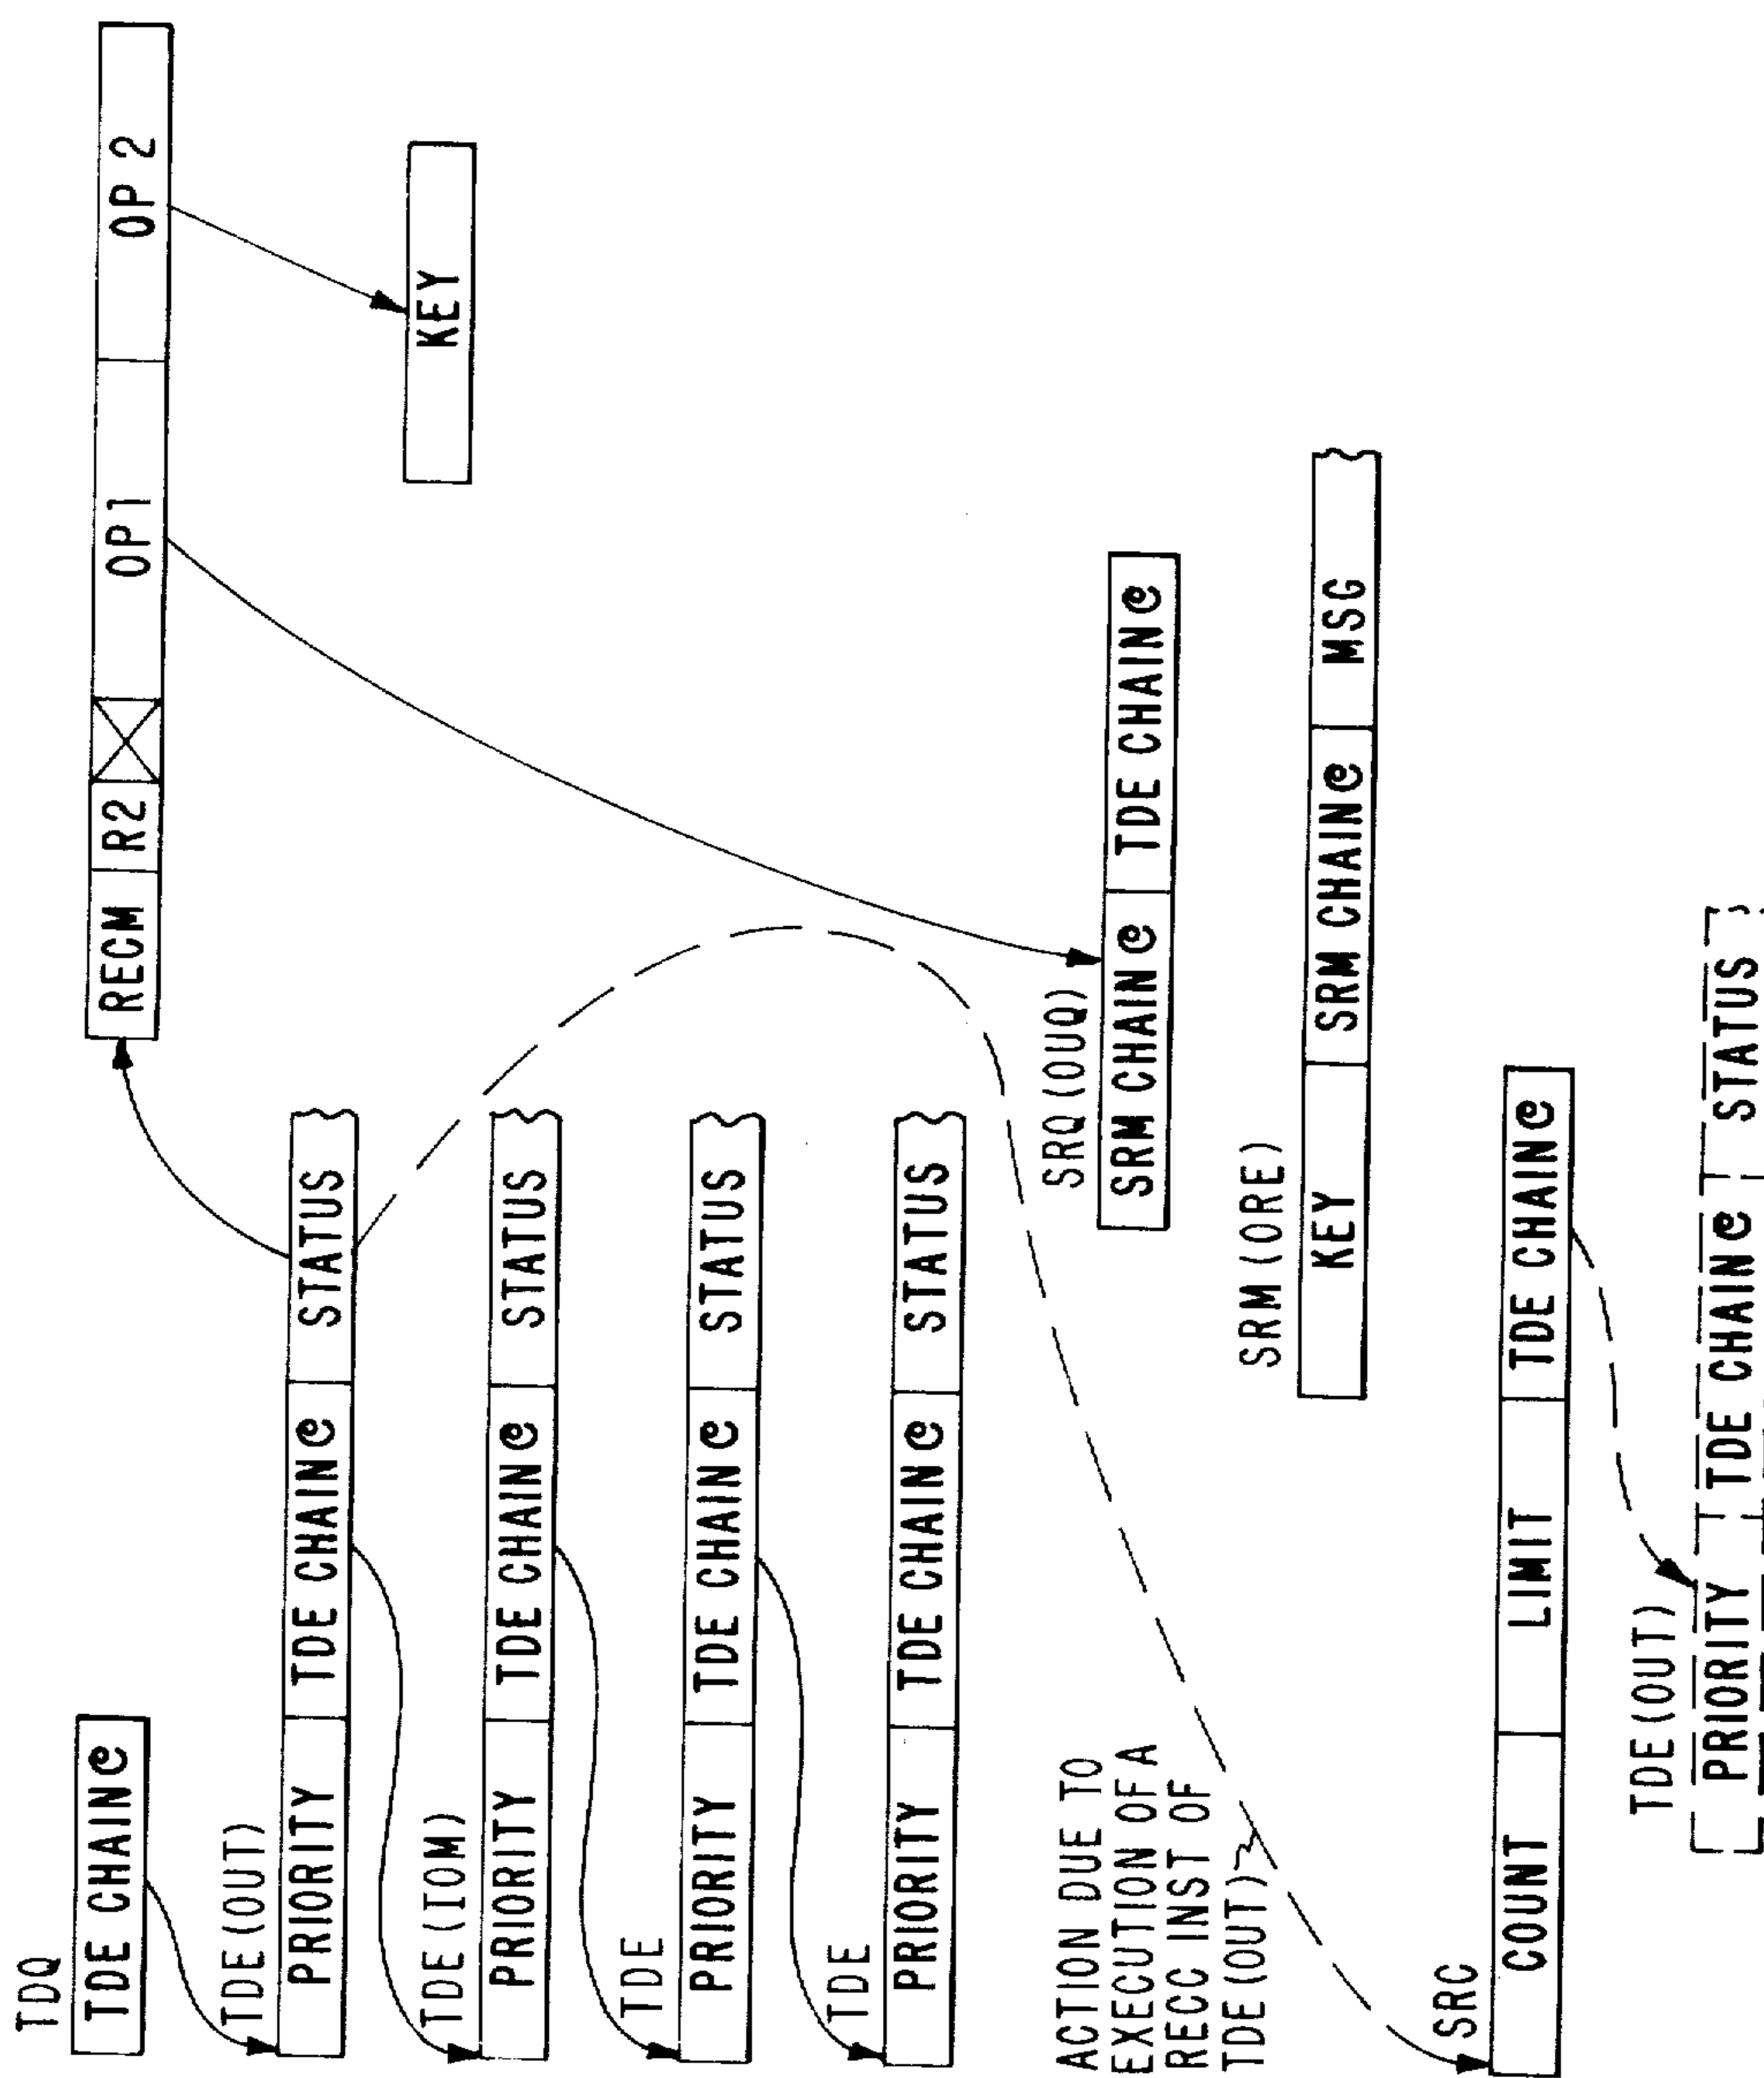 TDQ
TDE CHAIN@
RECM R2 OP1 OP 2
TDE (OUT)
PRIORITY TDE CHAIN@ STATUS
KEY
TDE (IOM)
PRIORITY TDE CHAIN@ STATUS
TDE
PRIORITY TDE CHAIN@ STATUS
TDE
PRIORITY TDE CHAIN@ STATUS
ACTION DUE TO
EXECUTION OF A
RECC INST OF
TDE (OUT)
SRQ (OUQ)
SRM CHAIN@ TDE CHAIN@
SRM (ORE)
KEY SRM CHAIN@ MSG
SRC
COUNT LIMIT TDE CHAIN@
TDE (OUT)
PRIORITY TDE CHAIN@ STATUS